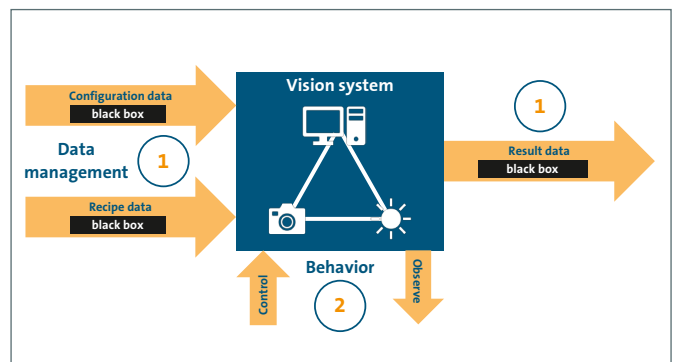 Vision system
Configuration data
black box
1
Data
management
1
Result data
black box
Recipe data
black box
Control
Behavior
2
Observe